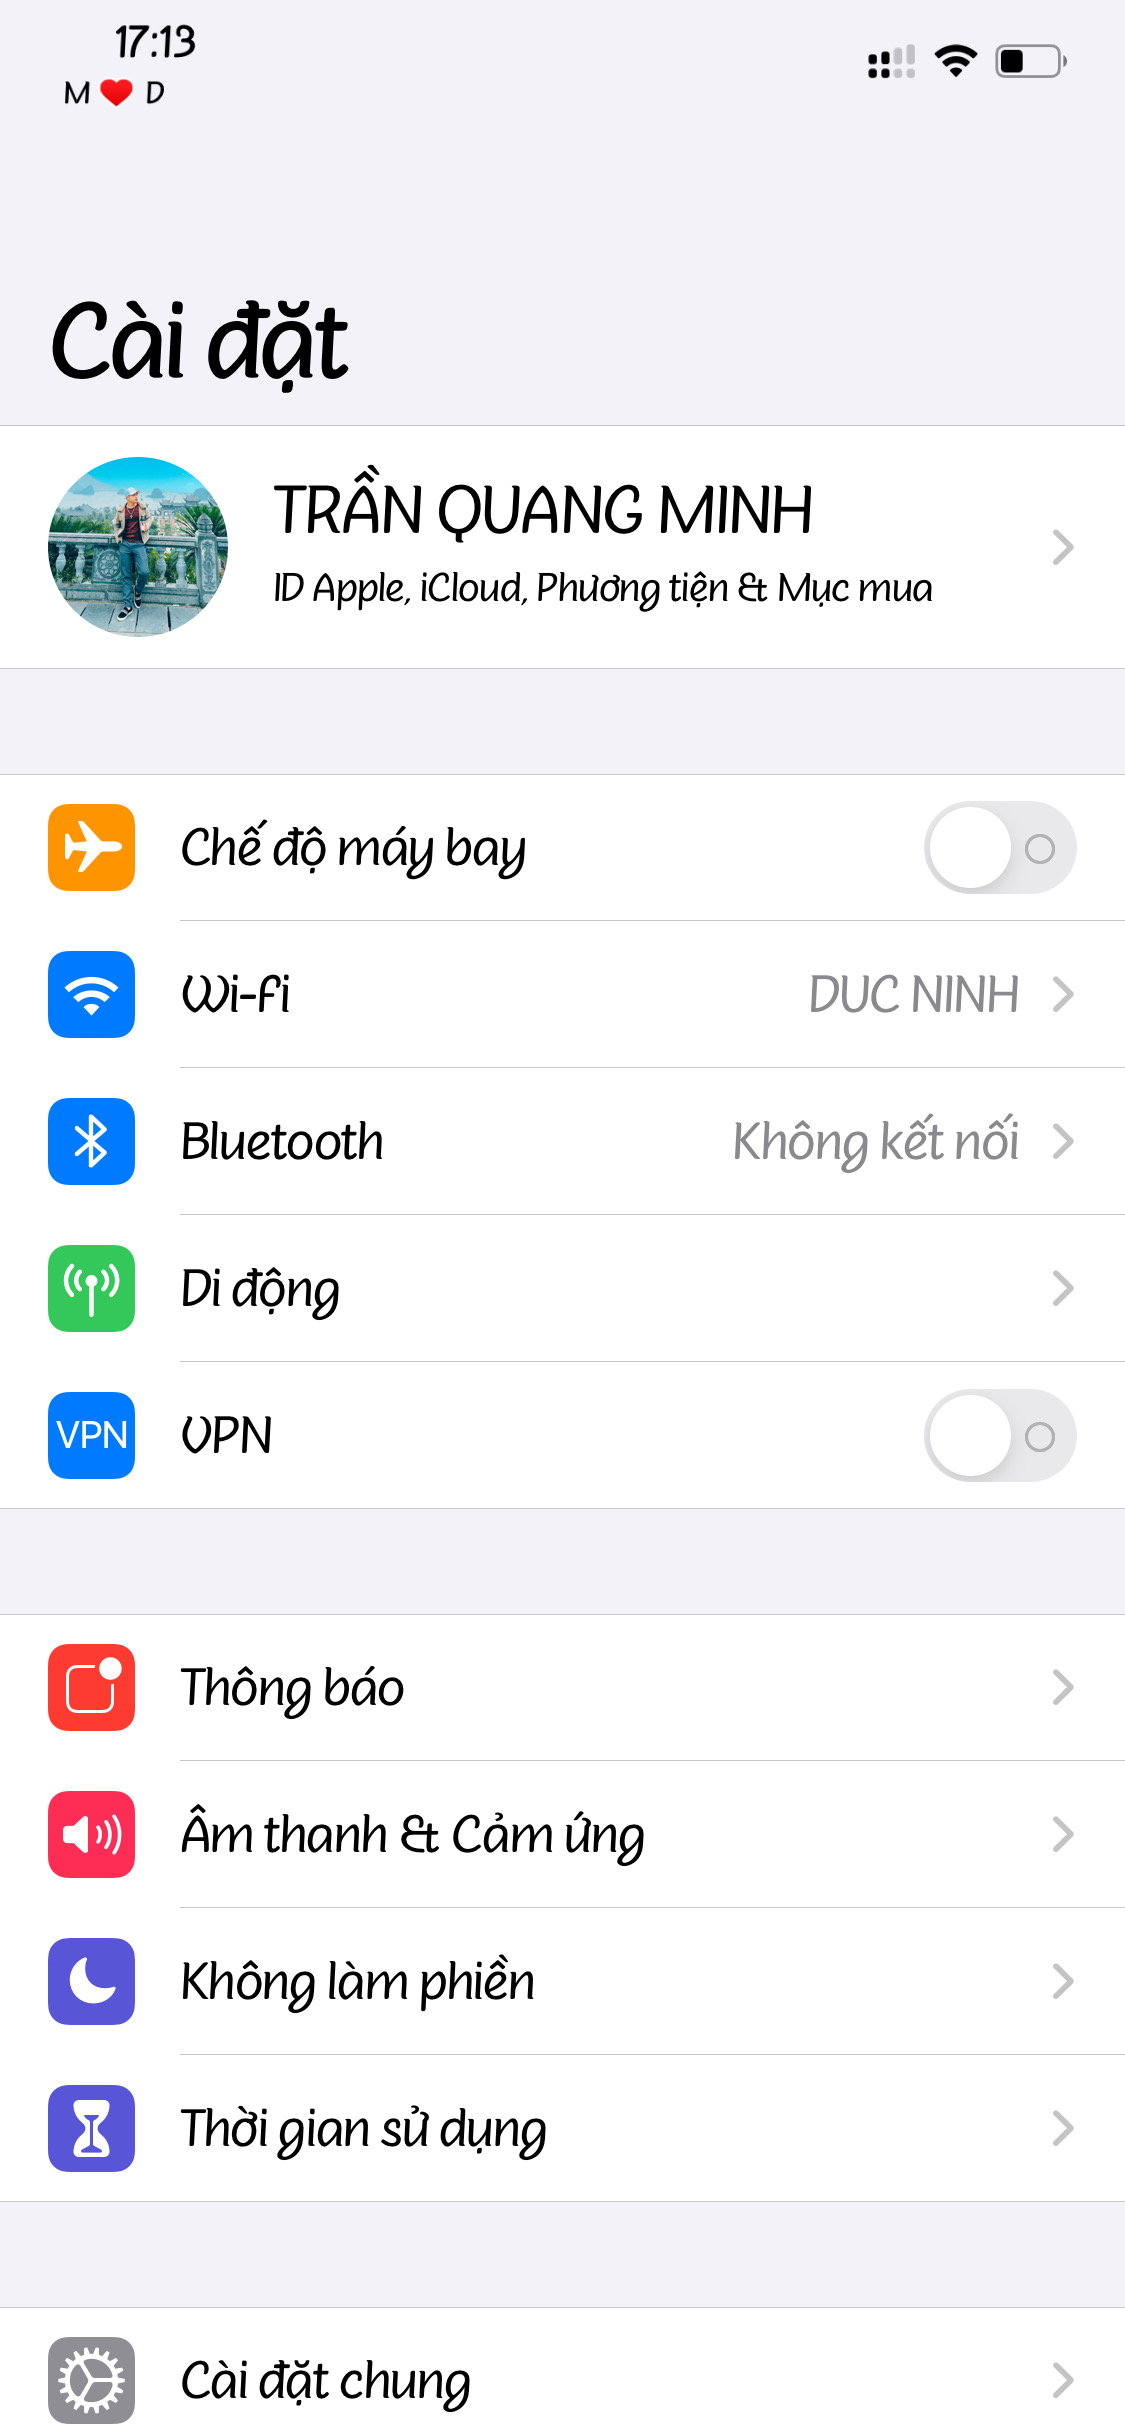 17:13
M ❤️ D
Cài đặt
TRẦN QUANG MINH
ID Apple, iCloud, Phương tiện & Mục mua
Chế độ máy bay
Wi-Fi DUC NINH
Bluetooth Không kết nối
Di động
VPN VPN
Thông báo
Âm thanh & Cảm ứng
Không làm phiền
Thời gian sử dụng
Cài đặt chung